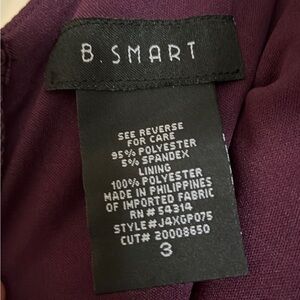 B. SMART
SEE REVERSE
FOR CARE
95% POLYESTER
5% SPANDEX
LINING
100% POLYESTER
MADE IN PHILIPPINES
OF IMPORTED FABRIC
RN# 54314
STYLE#J4XGP075
CUT# 20008650
3